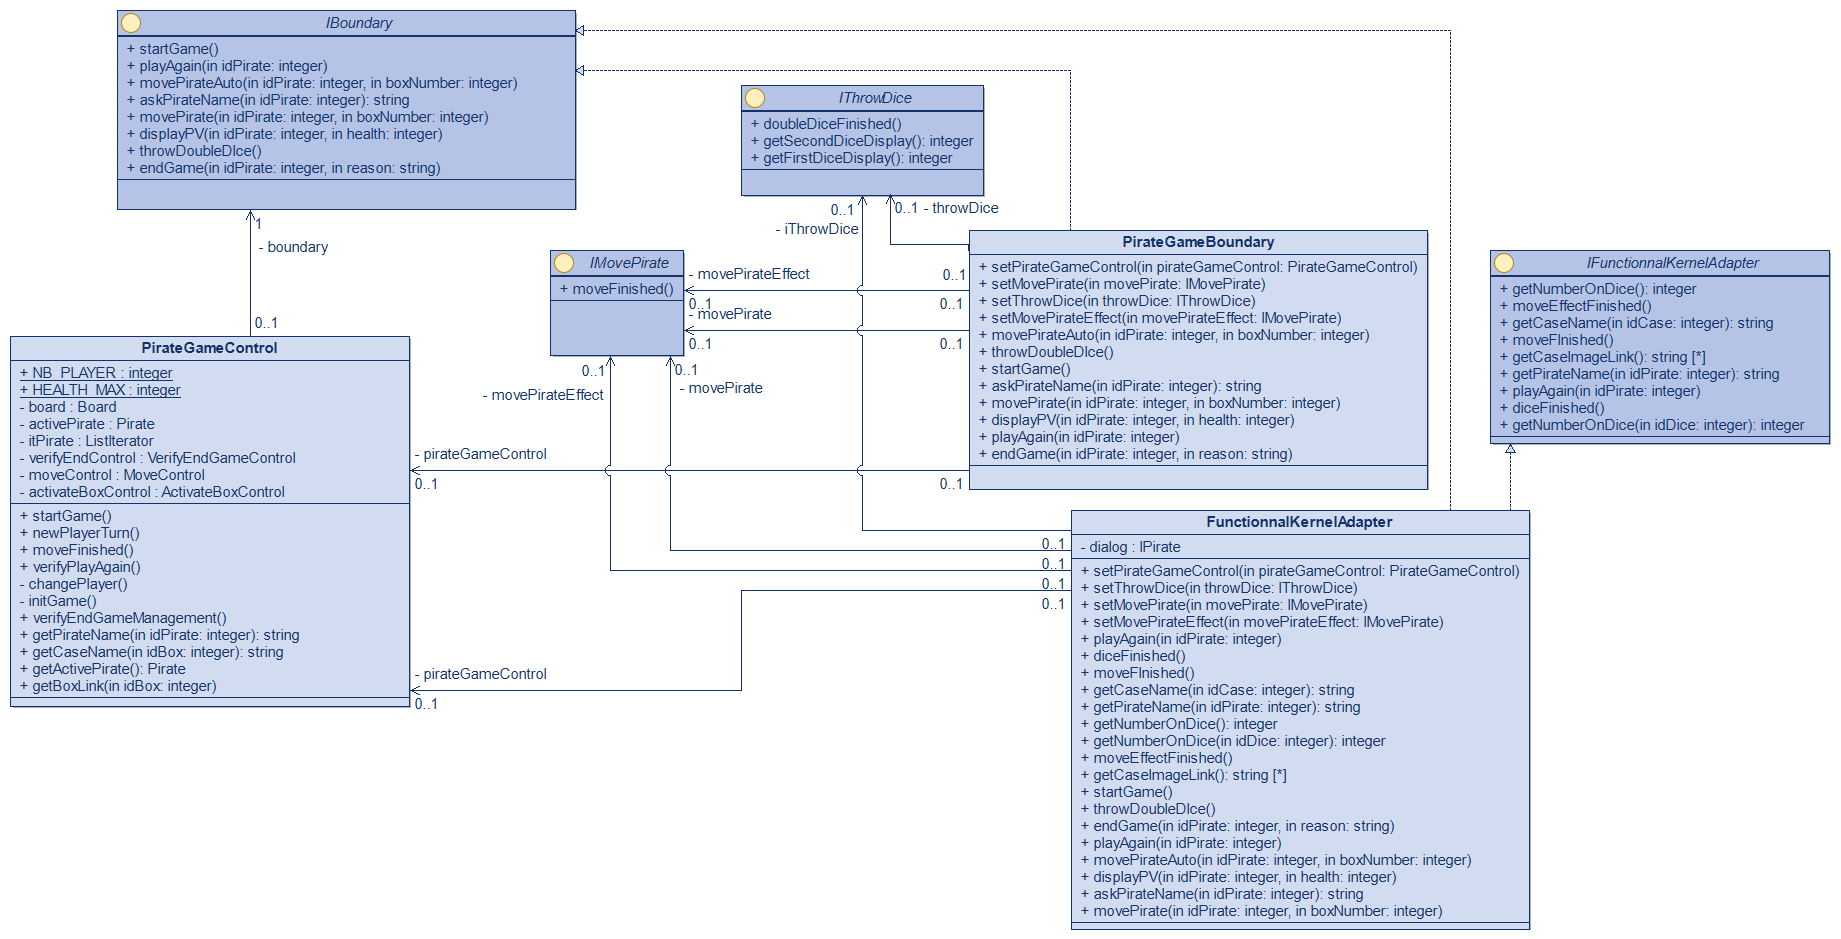 IBoundary
+ startGame()
+ playAgain(in idPirate: integer)
+ movePirateAuto(in idPirate: integer, in boxNumber: integer)
+ askPirateName(in idPirate: integer): string
+ movePirate(in idPirate: integer, in boxNumber: integer)
+ displayPV(in idPirate: integer, in health: integer)
+ throwDoubleDIce()
+ endGame(in idPirate: integer, in reason: string)
1
- boundary
0..1
IThrowDice
+ doubleDiceFinished()
+ getSecondDiceDisplay(): integer
+ getFirstDiceDisplay(): integer
0..1
- iThrowDice
0..1 - throwDice
IMovePirate
+ moveFinished()
- movePirateEffect
0..1
0..1
- movePirate
0..1
0..1
0..1
0..1
- movePirateEffect
0..1
- movePirate
PirateGameBoundary
+ setPirateGameControl(in pirateGameControl: PirateGameControl)
+ setMovePirate(in movePirate: IMovePirate)
+ setThrowDice(in throwDice: IThrowDice)
+ setMovePirateEffect(in movePirateEffect: IMovePirate)
+ movePirateAuto(in idPirate: integer, in boxNumber: integer)
+ throwDoubleDIce()
+ startGame()
+ askPirateName(in idPirate: integer): string
+ movePirate(in idPirate: integer, in boxNumber: integer)
+ displayPV(in idPirate: integer, in health: integer)
+ playAgain(in idPirate: integer)
+ endGame(in idPirate: integer, in reason: string)
IFunctionnalKernelAdapter
+ getNumberOnDice(): integer
+ moveEffectFinished()
+ getCaseName(in idCase: integer): string
+ moveFInished()
+ getCaseImageLink(): string [*]
+ getPirateName(in idPirate: integer): string
+ playAgain(in idPirate: integer)
+ diceFinished()
+ getNumberOnDice(in idDice: integer): integer
PirateGameControl
+ NB_PLAYER : integer
+ HEALTH_MAX : integer
- board : Board
- activePirate : Pirate
- itPirate : ListIterator
- verifyEndControl : VerifyEndGameControl
- moveControl : MoveControl
- activateBoxControl : ActivateBoxControl
+ startGame()
+ newPlayerTurn()
+ moveFinished()
+ verifyPlayAgain()
- changePlayer()
- initGame()
+ verifyEndGameManagement()
+ getPirateName(in idPirate: integer): string
+ getCaseName(in idBox: integer): string
+ getActivePirate(): Pirate
+ getBoxLink(in idBox: integer)
- pirateGameControl
0..1
0..1
- pirateGameControl
0..1
0..1
0..1
0..1
0..1
FunctionnalKernelAdapter
- dialog : IPirate
+ setPirateGameControl(in pirateGameControl: PirateGameControl)
+ setThrowDice(in throwDice: IThrowDice)
+ setMovePirate(in movePirate: IMovePirate)
+ setMovePirateEffect(in movePirateEffect: IMovePirate)
+ playAgain(in idPirate: integer)
+ diceFinished()
+ moveFInished()
+ getCaseName(in idCase: integer): string
+ getPirateName(in idPirate: integer): string
+ getNumberOnDice(): integer
+ getNumberOnDice(in idDice: integer): integer
+ moveEffectFinished()
+ getCaseImageLink(): string [*]
+ startGame()
+ throwDoubleDIce()
+ endGame(in idPirate: integer, in reason: string)
+ playAgain(in idPirate: integer)
+ movePirateAuto(in idPirate: integer, in boxNumber: integer)
+ displayPV(in idPirate: integer, in health: integer)
+ askPirateName(in idPirate: integer): string
+ movePirate(in idPirate: integer, in boxNumber: integer)